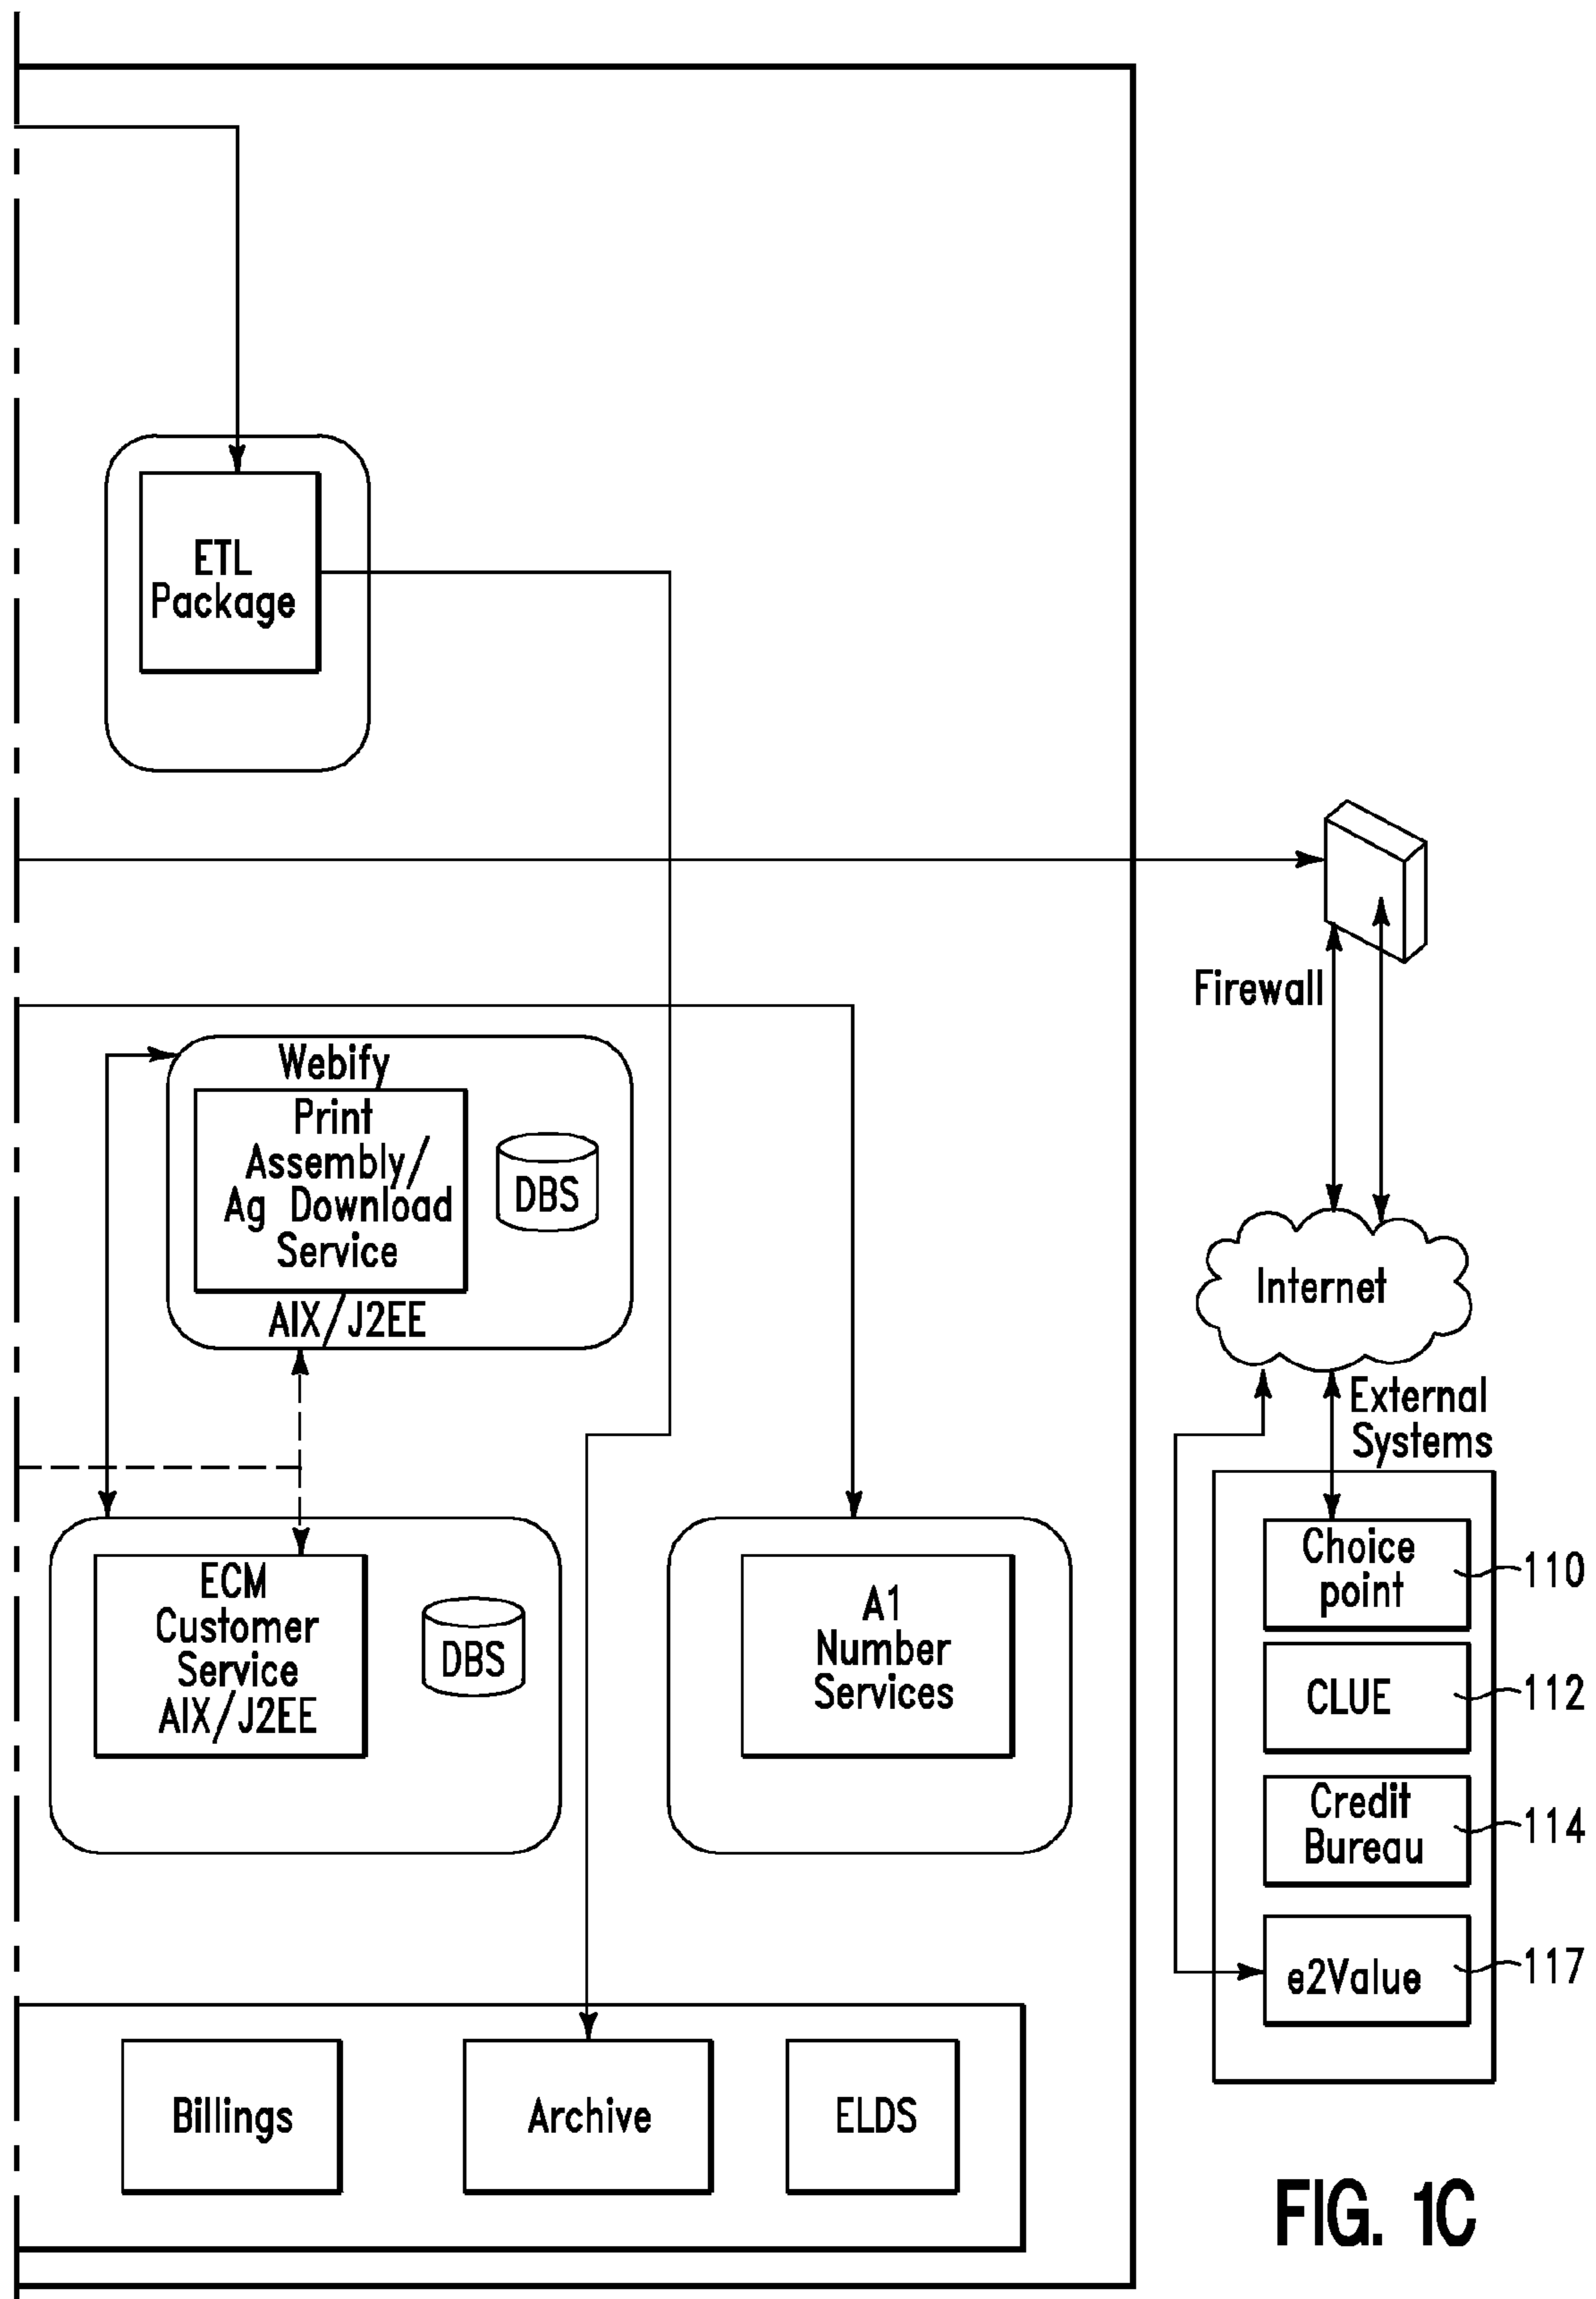 ETL
Package
Firewall
Webify
Print
Assembly/
Ag Download
Service
DBS
AIX/J2EE
Internet
External
Systems
ECM
Customer
Service
AIX/J2EE
DBS
A1
Number
Services
Choice
point
110
CLUE
112
Credit
Bureau
114
e2Value
117
Billings
Archive
ELDS
FIG. 1C